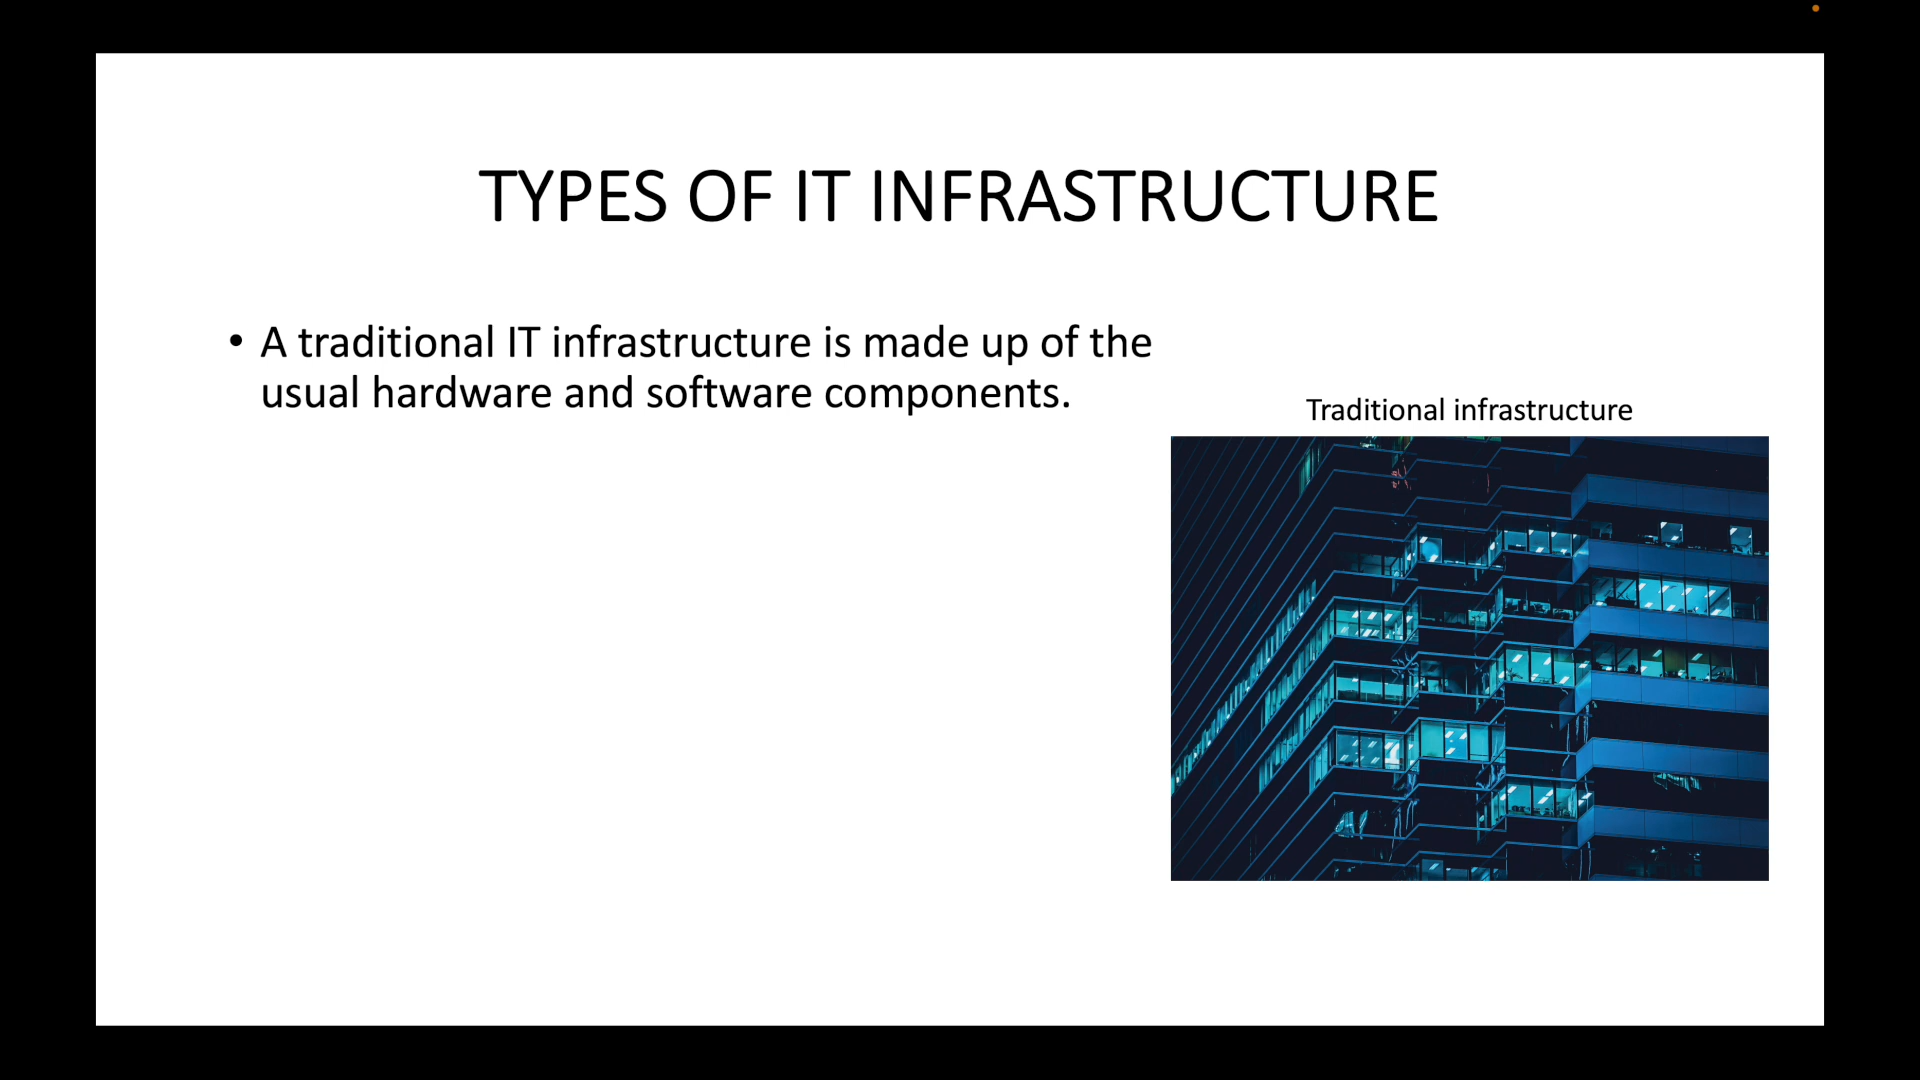 TYPES OF IT INFRASTRUCTURE
• A traditional IT infrastructure is made up of the
usual hardware and software components.
Traditional infrastructure